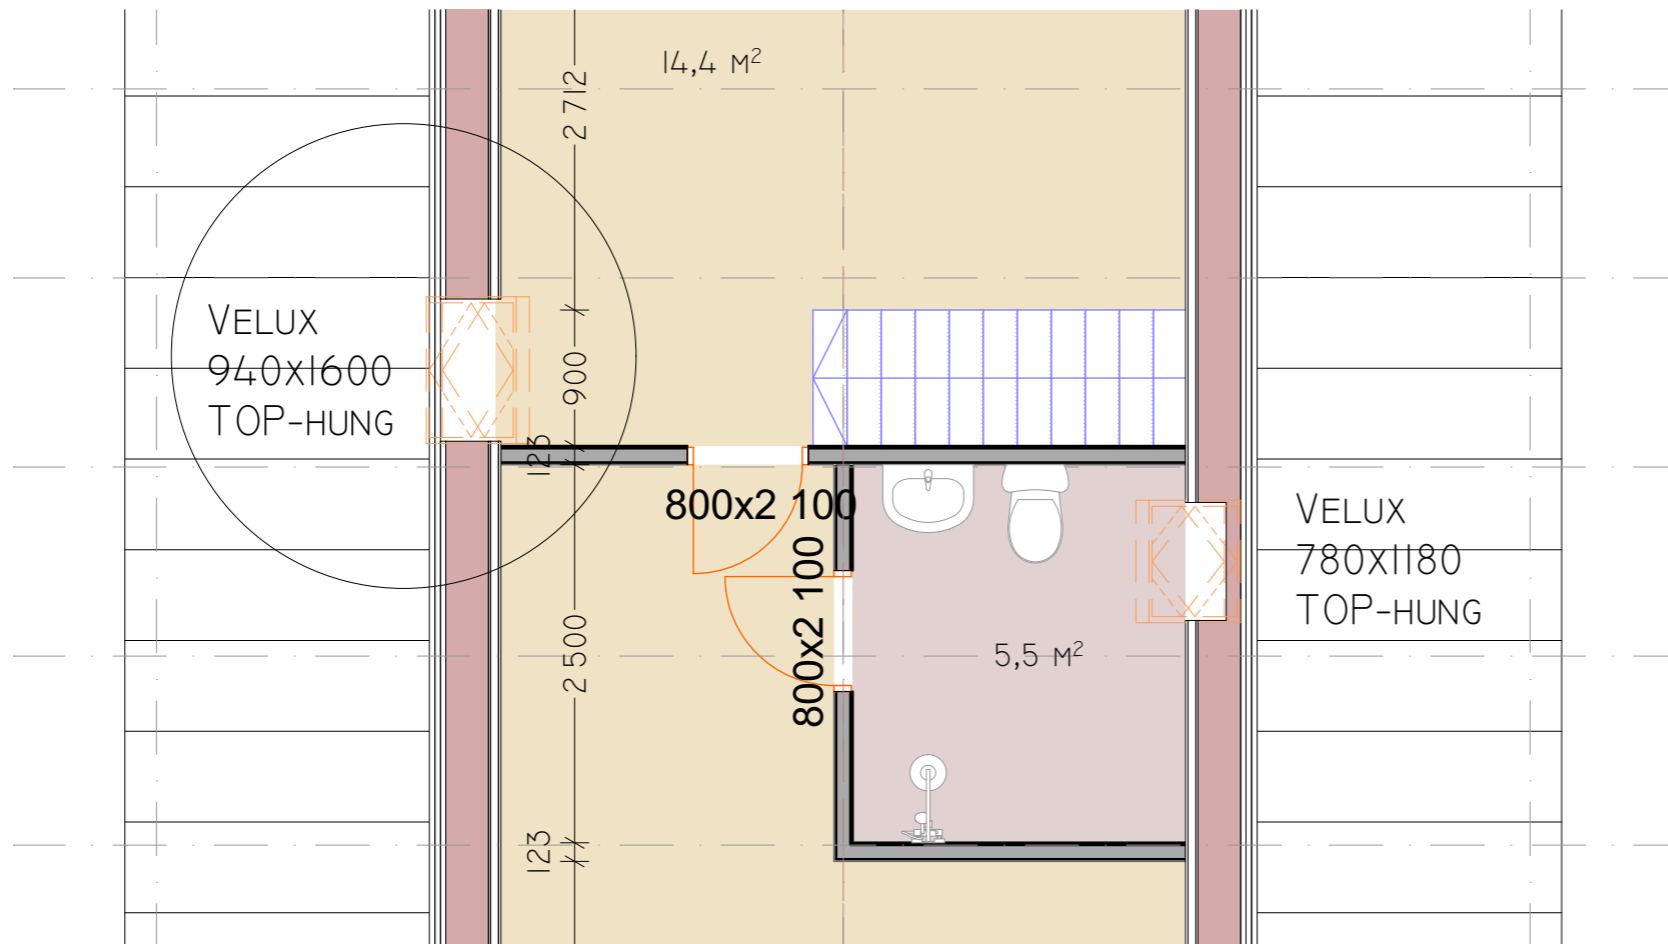 14,4 M²
2 712
VELUX
940X1600
TOP-HUNG
900
123
800x2 100
800x2 100
VELUX
780X1180
TOP-HUNG
2 500
5,5 M²
123